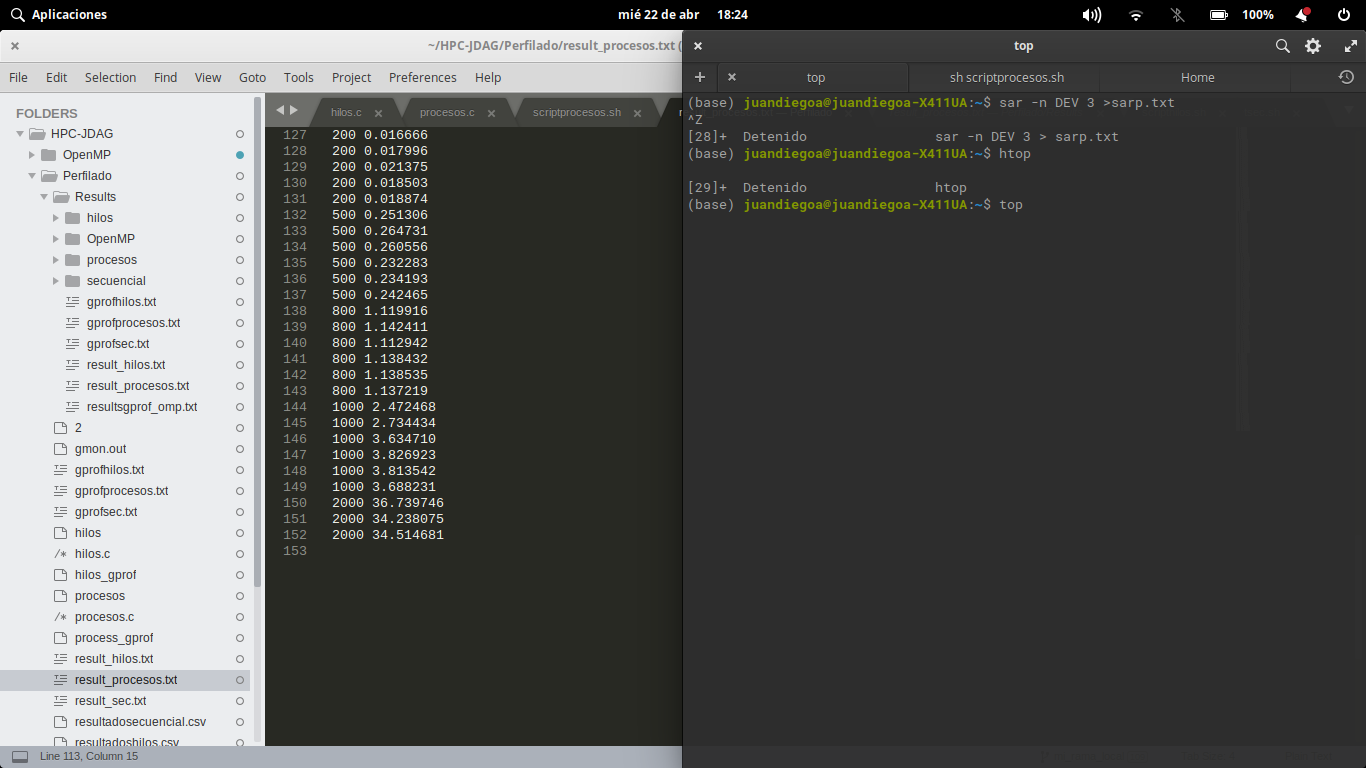 Aplicaciones
mié 22 de abr 18:24
100%
~/HPC-JDAG/Perfilado/result_procesos.txt (
File Edit Selection Find View Goto Tools Project Preferences Help
FOLDERS
HPC-JDAG
OpenMP
Perfilado
Results
hilos
OpenMP
procesos
secuencial
gprofhilos.txt
gprofprocesos.txt
gprofsec.txt
result_hilos.txt
result_procesos.txt
resultsgprof_omp.txt
2
gmon.out
gprofhilos.txt
gprofprocesos.txt
gprofsec.txt
hilos
hilos.c
hilos_gprof
procesos
procesos.c
process_gprof
result_hilos.txt
result_procesos.txt
result_sec.txt
resultadosecuencial.csv
resultadoshilos.csv
hilos.c procesos.c scriptprocesos.sh
127 200 0.016666
128 200 0.017996
129 200 0.021375
130 200 0.018503
131 200 0.018874
132 500 0.251306
133 500 0.264731
134 500 0.260556
135 500 0.232283
136 500 0.234193
137 500 0.242465
138 800 1.119916
139 800 1.142411
140 800 1.112942
141 800 1.138432
142 800 1.138535
143 800 1.137219
144 1000 2.472468
145 1000 2.734434
146 1000 3.634710
147 1000 3.826923
148 1000 3.813542
149 1000 3.688231
150 2000 36.739746
151 2000 34.238075
152 2000 34.514681
153
Line 113, Column 15
top
top sh scriptprocesos.sh Home
(base) juandiegoa@juandiegoa-X411UA:~$ sar -n DEV 3 >sarp.txt
^Z
[28]+ Detenido sar -n DEV 3 > sarp.txt
(base) juandiegoa@juandiegoa-X411UA:~$ htop
[29]+ Detenido htop
(base) juandiegoa@juandiegoa-X411UA:~$ top